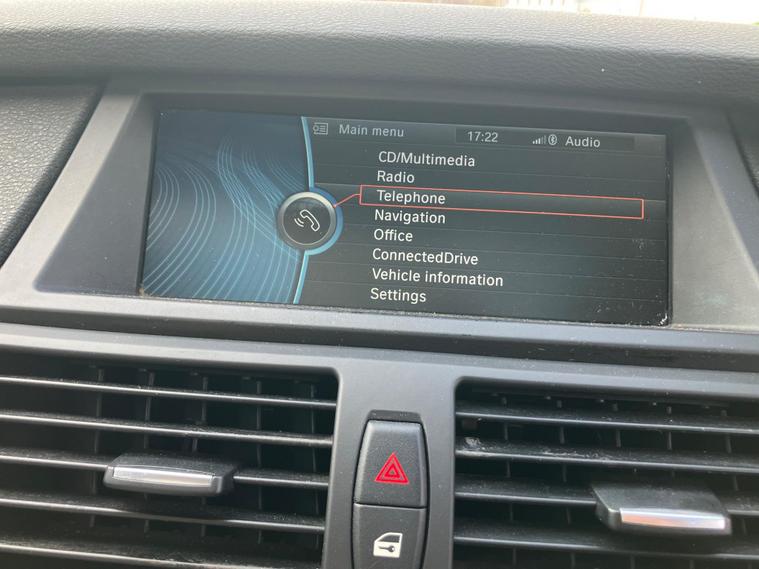 Main menu 17:22 Audio
CD/Multimedia
Radio
Telephone
Navigation
Office
ConnectedDrive
Vehicle information
Settings